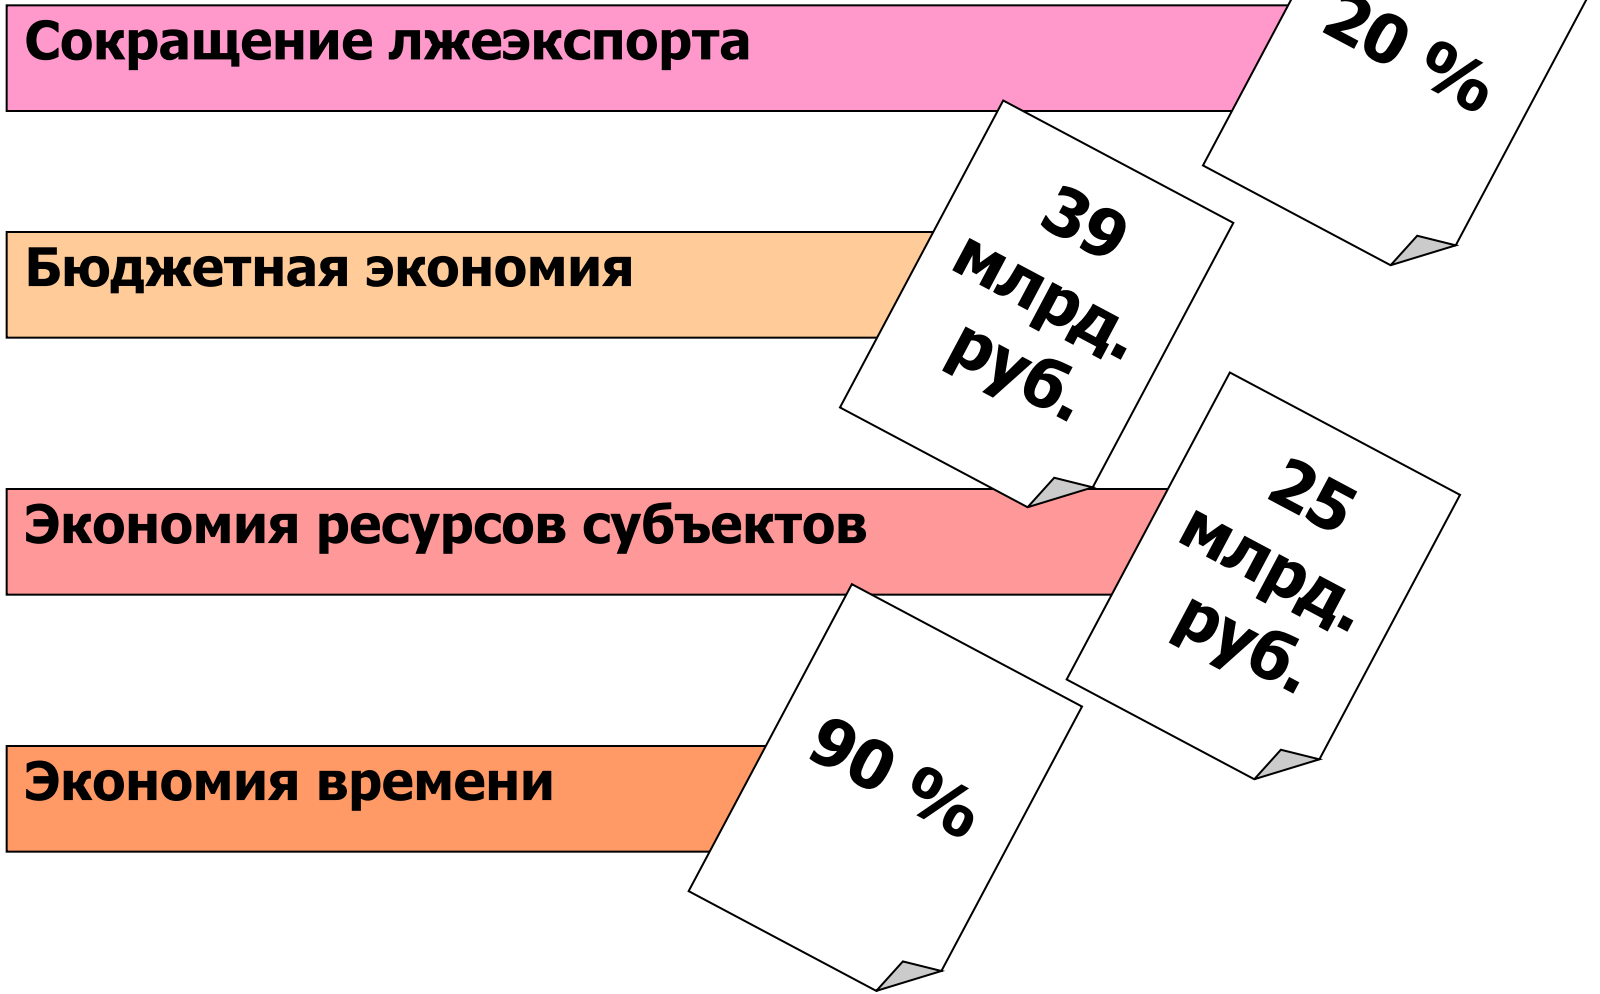 Сокращение лжеэкспорта
20 %
Бюджетная экономия
39
млрд.
руб.
Экономия ресурсов субъектов
25
млрд.
руб.
Экономия времени
90 %